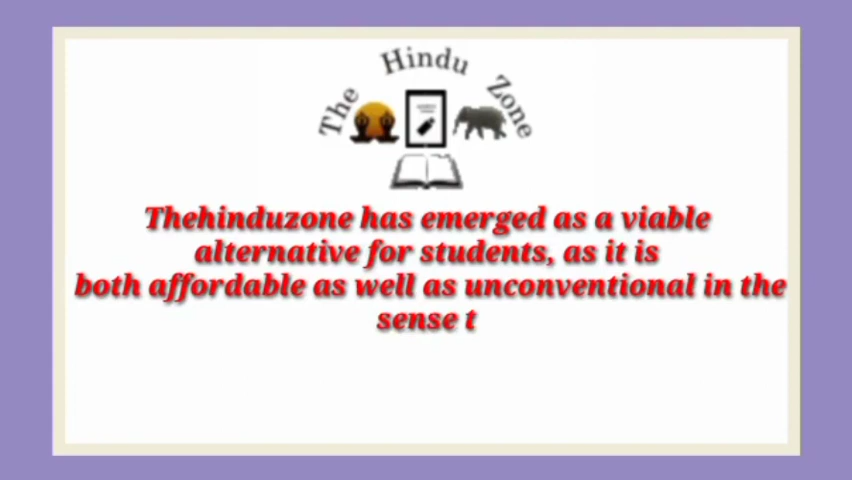 The Hindu Zone
Thehinduzone has emerged as a viable
alternative for students, as it is
both affordable as well as unconventional in the
sense t